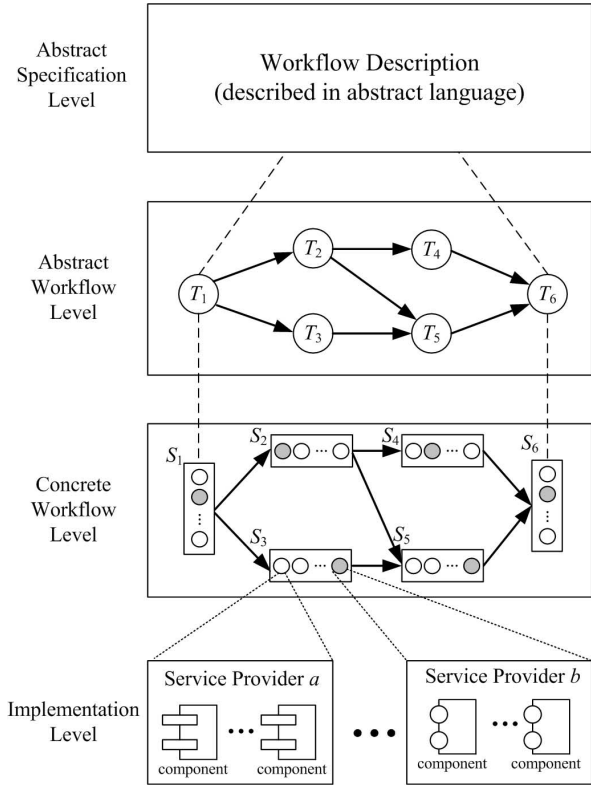 Abstract
Specification
Level
Workflow Description
(described in abstract language)
Abstract
Workflow
Level
T1
T2
T3
T4
T5
T6
Concrete
Workflow
Level
S1
...
S2
...
S3
...
S4
...
S5
...
S6
...
Implementation
Level
Service Provider a
...
component
component
...
Service Provider b
...
component
component